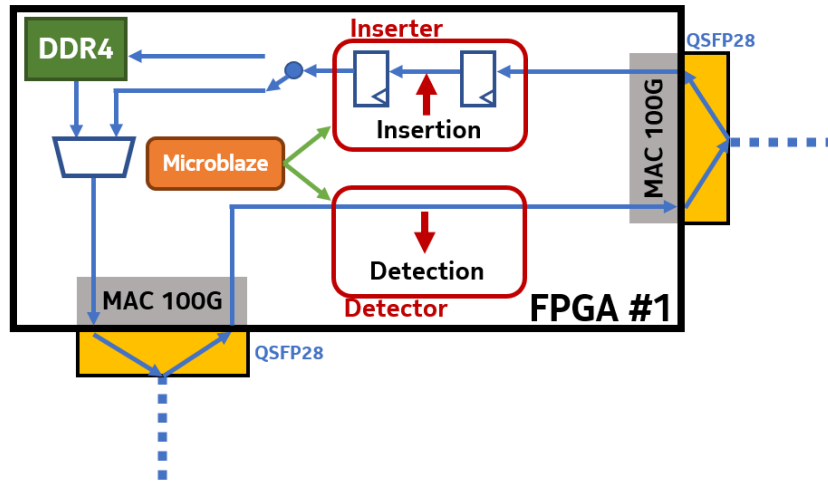 Inserter
QSFP28
DDR4
Insertion
MAC 100G
Microblaze
Detection
MAC 100G
Detector
FPGA #1
QSFP28